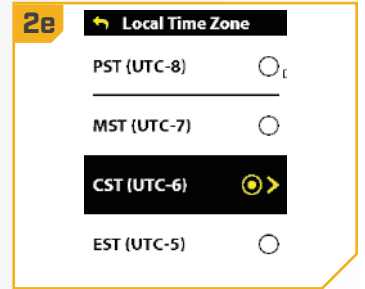 2e
Local Time Zone
PST (UTC-8)
MST (UTC-7)
CST (UTC-6)
EST (UTC-5)